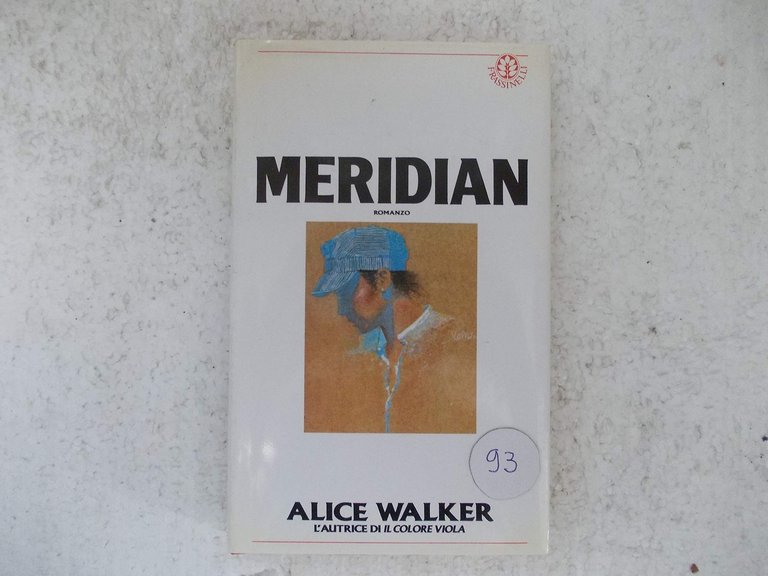 FRASSINELLI
MERIDIAN
ROMANZO
93
ALICE WALKER
L'AUTRICE DI IL COLORE VIOLA